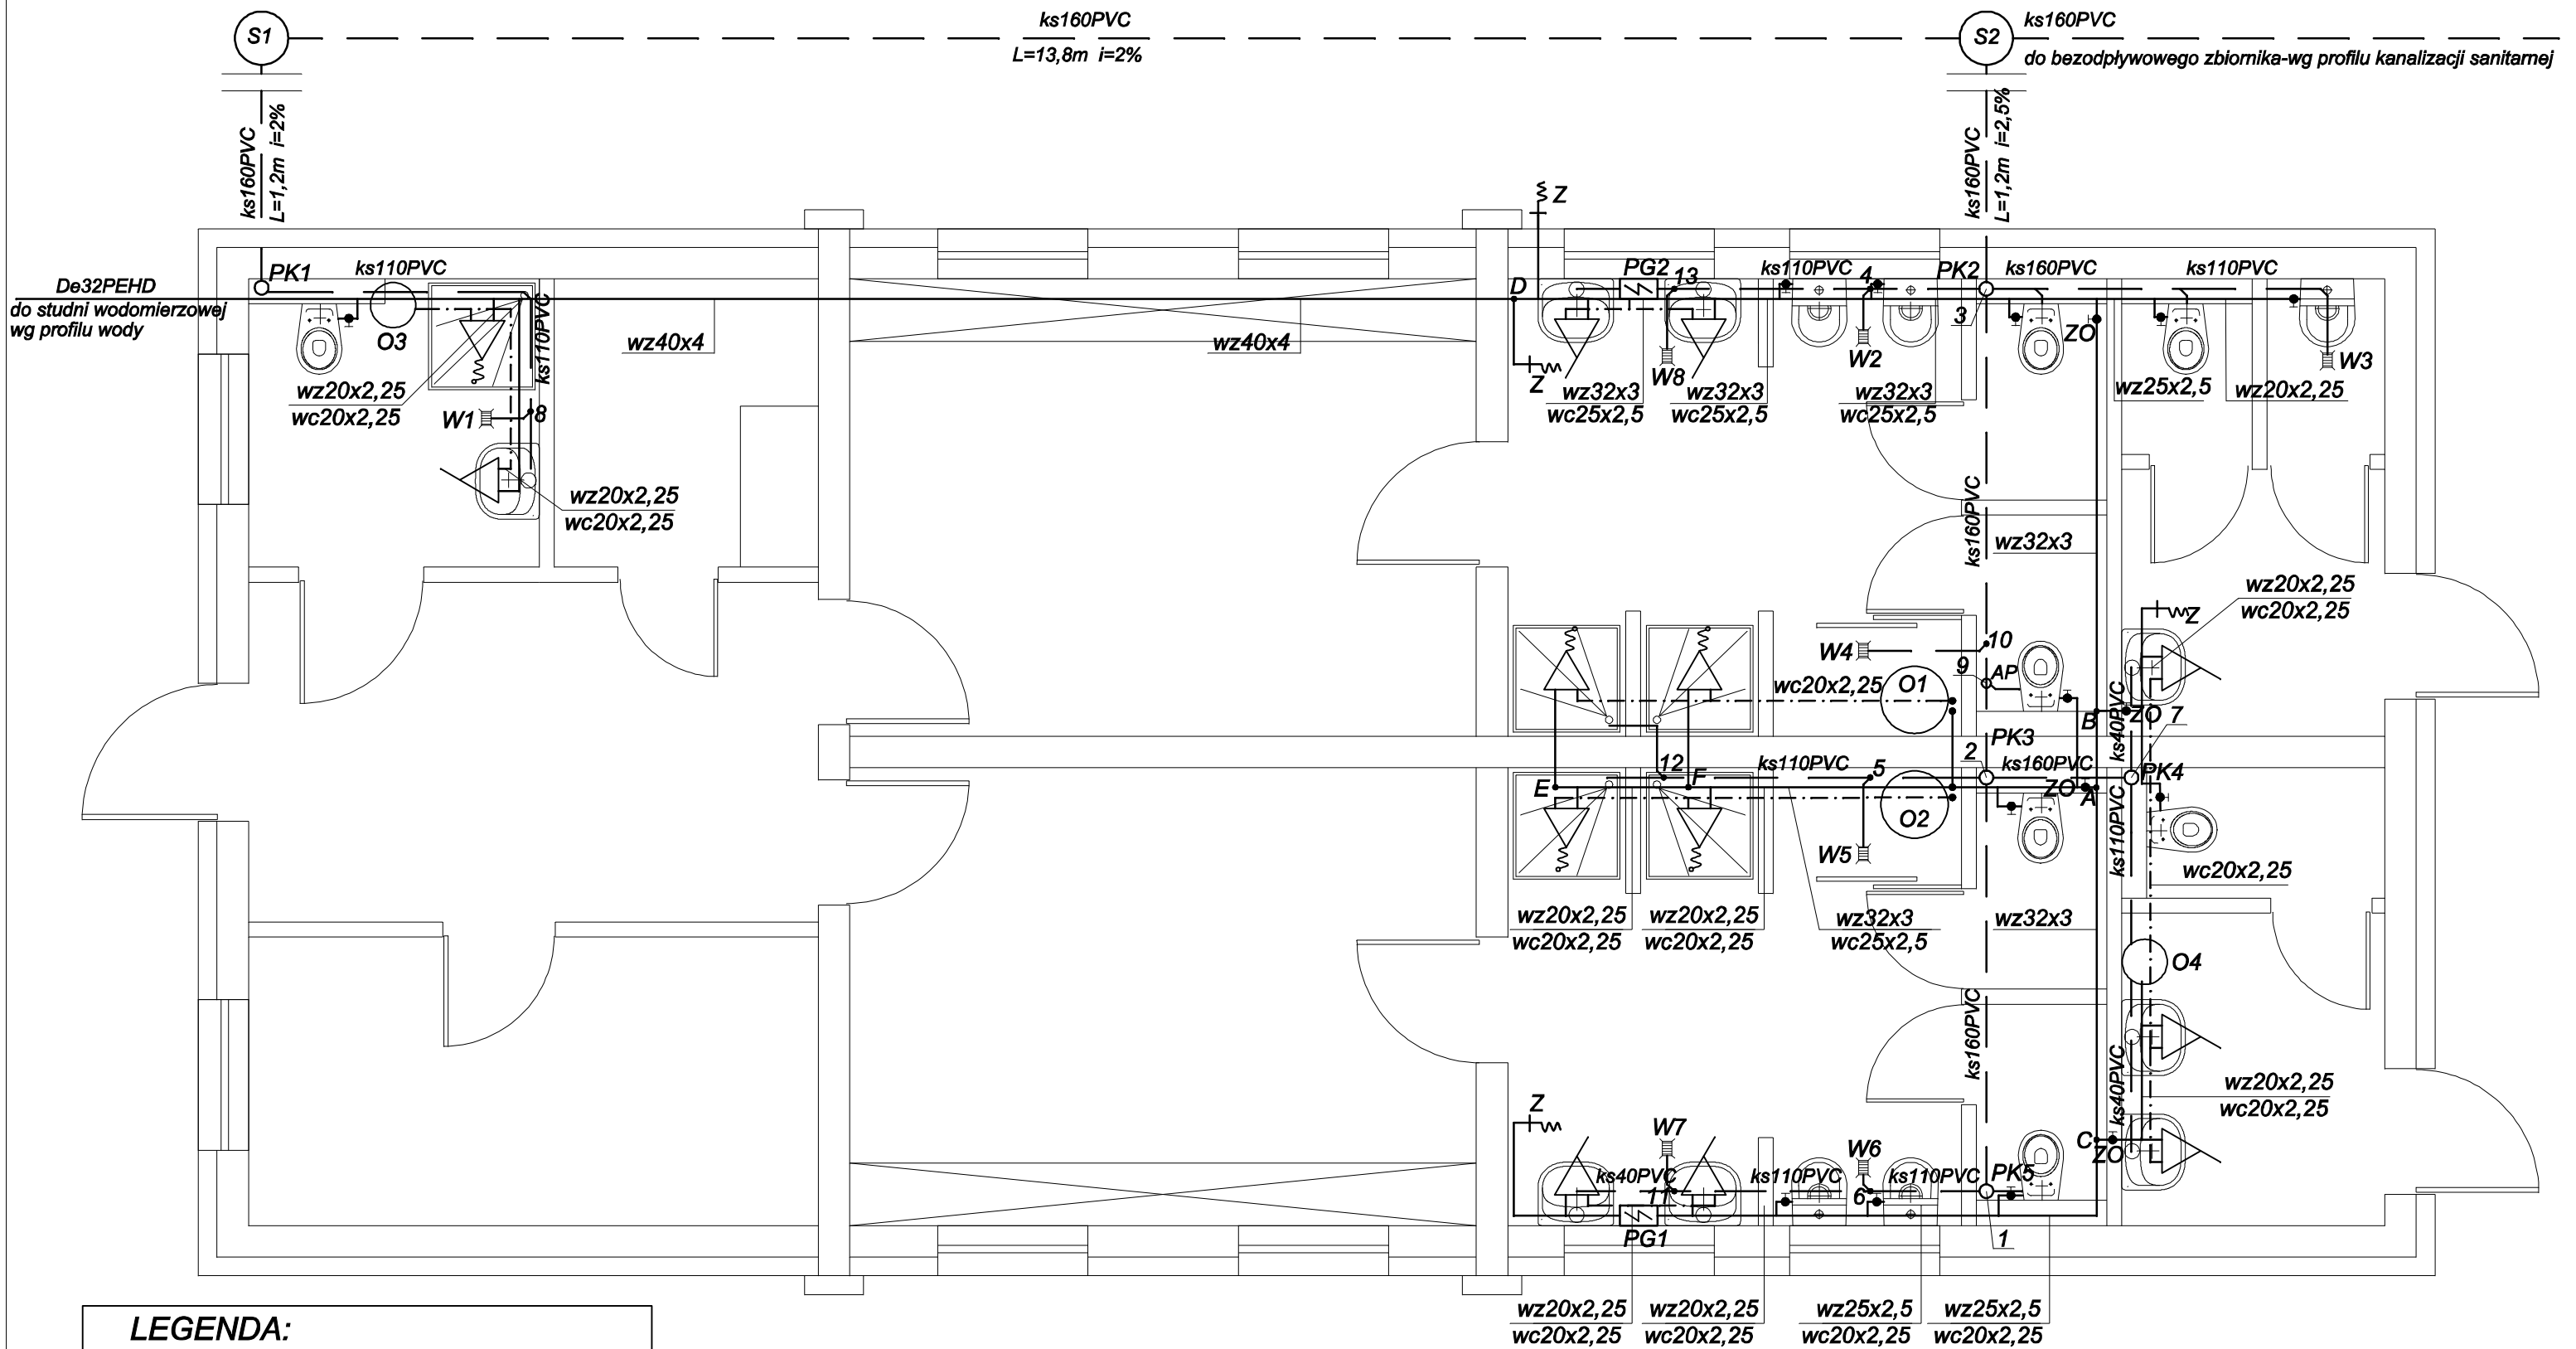 S1
ks160PVC
L=13,8m i=2%
S2
ks160PVC
do bezodpływowego zbiornika-wg profilu kanalizacji sanitarnej
ks160PVC
L=1,2m i=2%
ks160PVC
L=1,2m i=2,5%
De32PEHD
do studni wodomierzowej
wg profilu wody
PK1
ks110PVC
O3
ks110PVC
wz20x2,25
wc20x2,25
W1
8
wz20x2,25
wc20x2,25
wz40x4
wz40x4
Z
D
PG2
13
ks110PVC
4
PK2
ks160PVC
ks110PVC
3
ZO
Z
W8
W2
W3
wz32x3
wc25x2,5
wz32x3
wc25x2,5
wz32x3
wc25x2,5
wz25x2,5
wz20x2,25
ks160PVC
wz32x3
wz20x2,25
wc20x2,25
Z
W4
10
9
AP
wc20x2,25
O1
ks40PVC
B
ZO
7
PK3
2
12
F
E
ks110PVC
5
ks160PVC
ZO
A
PK4
O2
W5
ks110PVC
wc20x2,25
wz20x2,25
wc20x2,25
wz20x2,25
wc20x2,25
wz32x3
wc25x2,5
wz32x3
O4
ks160PVC
ks40PVC
wz20x2,25
wc20x2,25
Z
W7
W6
C
ZO
ks40PVC
11
ks110PVC
6
ks110PVC
PK5
PG1
1
wz20x2,25
wc20x2,25
wz20x2,25
wc20x2,25
wz25x2,5
wc20x2,25
wz25x2,5
wc20x2,25
LEGENDA: